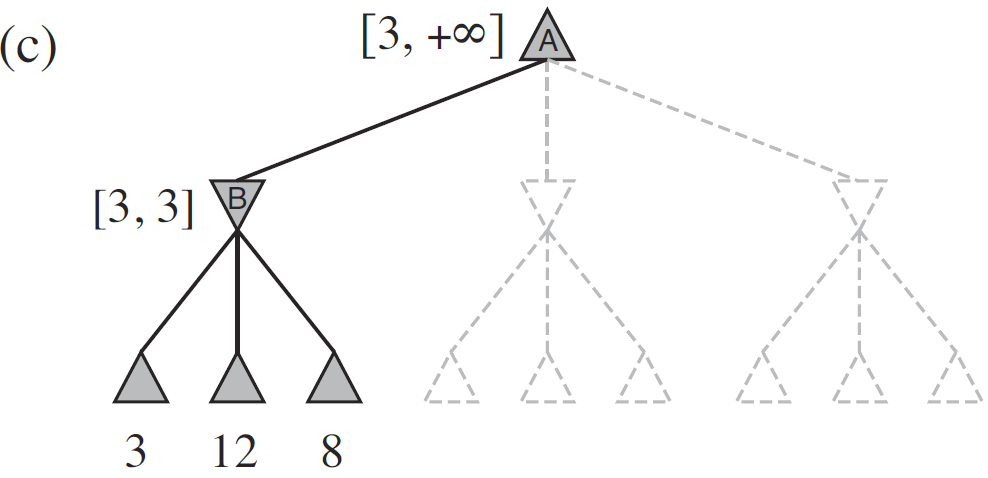 (c)
[3, +∞]
A
[3, 3]
B
3 12 8